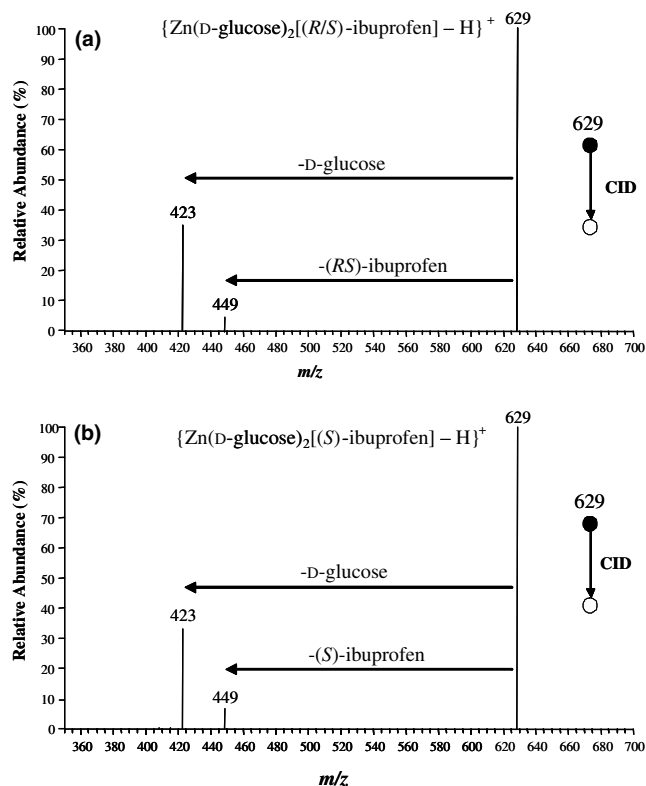 (a)
{Zn(D-glucose)₂[(R/S)-ibuprofen] – H}⁺
629
100
90
80
70
60
50
40
30
20
10
0
Relative Abundance (%)
-D-glucose
423
-(RS)-ibuprofen
449
629
CID
360 380 400 420 440 460 480 500 520 540 560 580 600 620 640 660 680 700
m/z
(b)
{Zn(D-glucose)₂[(S)-ibuprofen] – H}⁺
629
100
90
80
70
60
50
40
30
20
10
0
Relative Abundance (%)
-D-glucose
423
-(S)-ibuprofen
449
629
CID
360 380 400 420 440 460 480 500 520 540 560 580 600 620 640 660 680 700
m/z